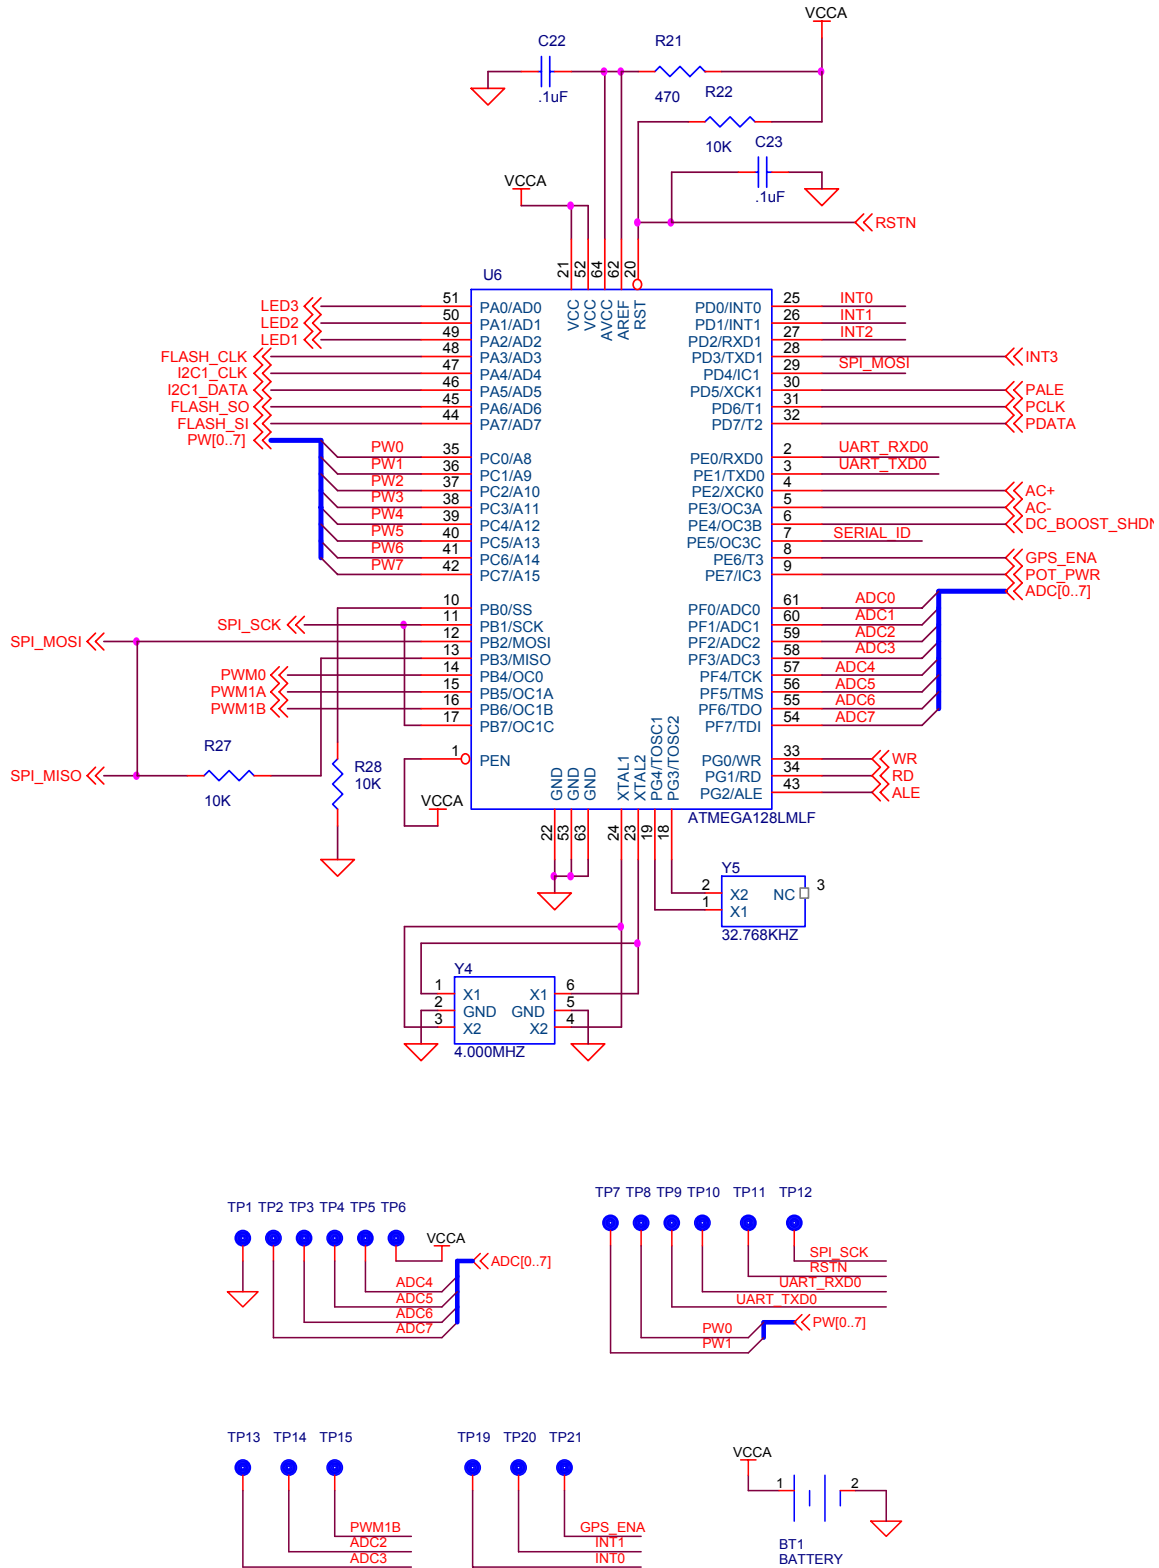 VCCA
C22 R21
.1uF 470 R22
10K C23
.1uF
VCCA
RSTN
U6
21 52 64 62 20
VCC VCC AVCC AREF RST
LED3 51 PA0/AD0 PD0/INT0 25 INT0
LED2 50 PA1/AD1 PD1/INT1 26 INT1
LED1 49 PA2/AD2 PD2/RXD1 27 INT2
FLASH_CLK 48 PA3/AD3 PD3/TXD1 28 INT3
I2C1_CLK 47 PA4/AD4 PD4/IC1 29 SPI_MOSI
I2C1_DATA 46 PA5/AD5 PD5/XCK1 30 PALE
FLASH_SO 45 PA6/AD6 PD6/T1 31 PCLK
FLASH_SI 44 PA7/AD7 PD7/T2 32 PDATA
PW[0..7]
PW0 35 PC0/A8 PE0/RXD0 2 UART_RXD0
PW1 36 PC1/A9 PE1/TXD0 3 UART_TXD0
PW2 37 PC2/A10 PE2/XCK0 4 AC+
PW3 38 PC3/A11 PE3/OC3A 5 AC-
PW4 39 PC4/A12 PE4/OC3B 6 DC_BOOST_SHDN
PW5 40 PC5/A13 PE5/OC3C 7 SERIAL_ID
PW6 41 PC6/A14 PE6/T3 8 GPS_ENA
PW7 42 PC7/A15 PE7/IC3 9 POT_PWR
ADC[0..7]
10 PB0/SS PF0/ADC0 61 ADC0
SPI_SCK 11 PB1/SCK PF1/ADC1 60 ADC1
SPI_MOSI 12 PB2/MOSI PF2/ADC2 59 ADC2
13 PB3/MISO PF3/ADC3 58 ADC3
PWM0 14 PB4/OC0 PF4/TCK 57 ADC4
PWM1A 15 PB5/OC1A PF5/TMS 56 ADC5
PWM1B 16 PB6/OC1B PF6/TDO 55 ADC6
17 PB7/OC1C PF7/TDI 54 ADC7
R27 1 PEN PG0/WR 33 WR
SPI_MISO R28 PG1/RD 34 RD
10K 10K PG2/ALE 43 ALE
VCCA
GND GND GND XTAL1 XTAL2 PG4/TOSC1 PG3/TOSC2
ATMEGA128LMLF
22 53 63 24 23 19 18
Y5
2 X2 NC 3
1 X1
32.768KHZ
Y4
1 X1 X1 6
2 GND GND 5
3 X2 X2 4
4.000MHZ
TP1 TP2 TP3 TP4 TP5 TP6
VCCA
ADC[0..7]
ADC4
ADC5
ADC6
ADC7
TP7 TP8 TP9 TP10 TP11 TP12
SPI_SCK
RSTN
UART_RXD0
UART_TXD0
PW0 PW[0..7]
PW1
TP13 TP14 TP15
PWM1B
ADC2
ADC3
TP19 TP20 TP21
GPS_ENA
INT1
INT0
VCCA
1 2
BT1
BATTERY